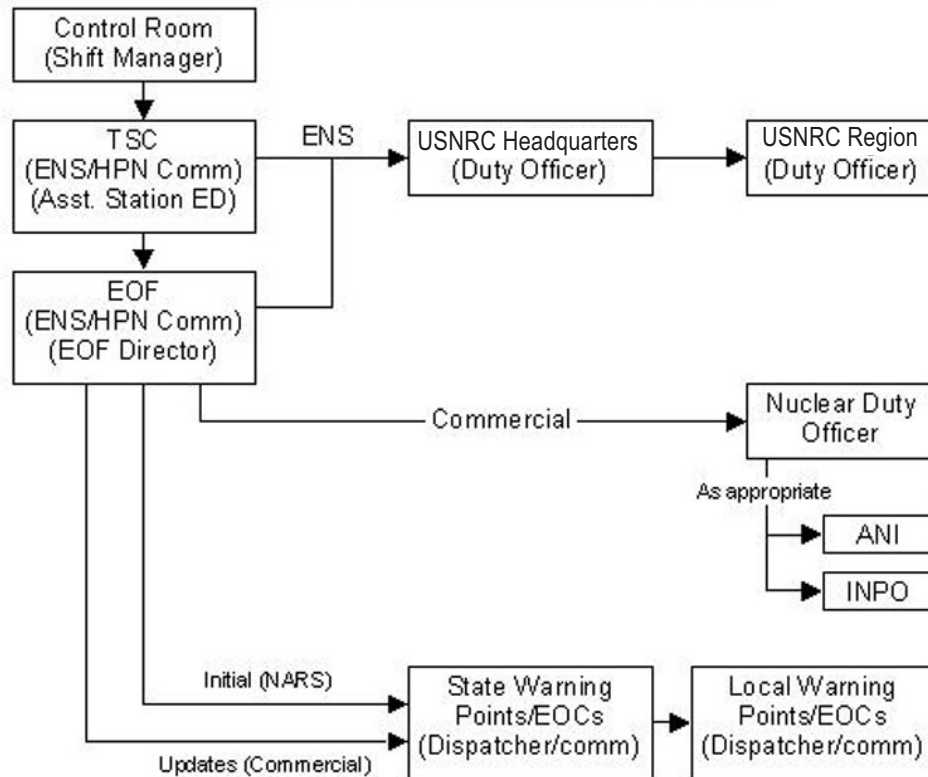 Control Room
(Shift Manager)
TSC
(ENS/HPN Comm)
(Asst. Station ED)
ENS
USNRC Headquarters
(Duty Officer)
USNRC Region
(Duty Officer)
EOF
(ENS/HPN Comm)
(EOF Director)
Commercial
Nuclear Duty
Officer
As appropriate
ANI
INPO
Initial (NARS)
State Warning
Points/EOCs
(Dispatcher/comm)
Local Warning
Points/EOCs
(Dispatcher/comm)
Updates (Commercial)